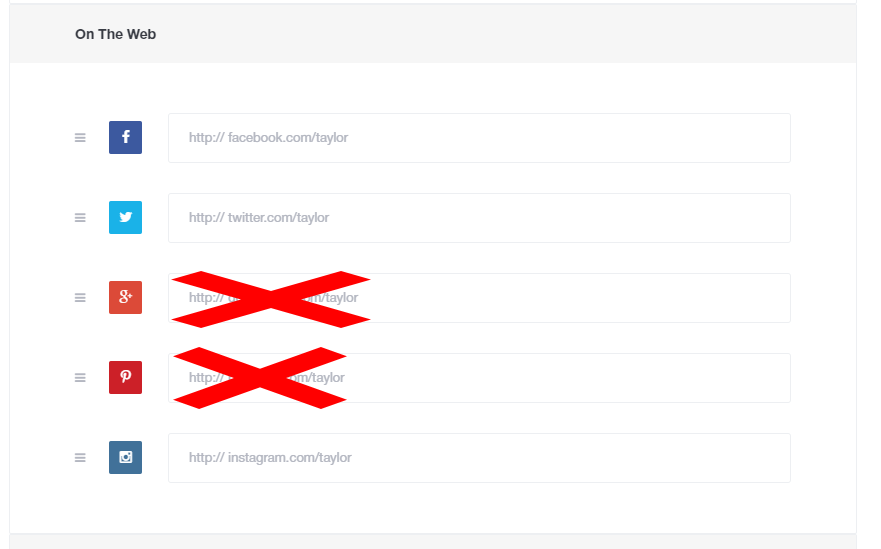 On The Web
http:// facebook.com/taylor
http:// twitter.com/taylor
http:// /taylor
http:// .com/taylor
http:// instagram.com/taylor